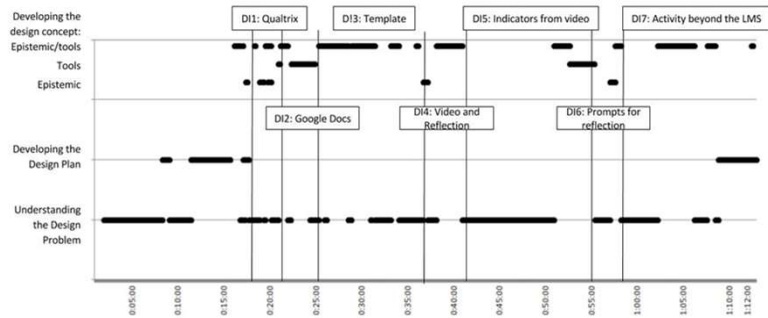 Developing the
design concept:
Epistemic/tools
Tools
Epistemic
Developing the
Design Plan
Understanding
the Design
Problem
DI1: Qualtrix
D!3: Template
DI5: Indicators from video
DI7: Activity beyond the LMS
DI2: Google Docs
DI4: Video and
Reflection
DI6: Prompts for
reflection
0:05:00
0:10:00
0:15:00
0:20:00
0:25:00
0:30:00
0:35:00
0:40:00
0:45:00
0:50:00
0:55:00
1:00:00
1:05:00
1:10:00
1:12:00